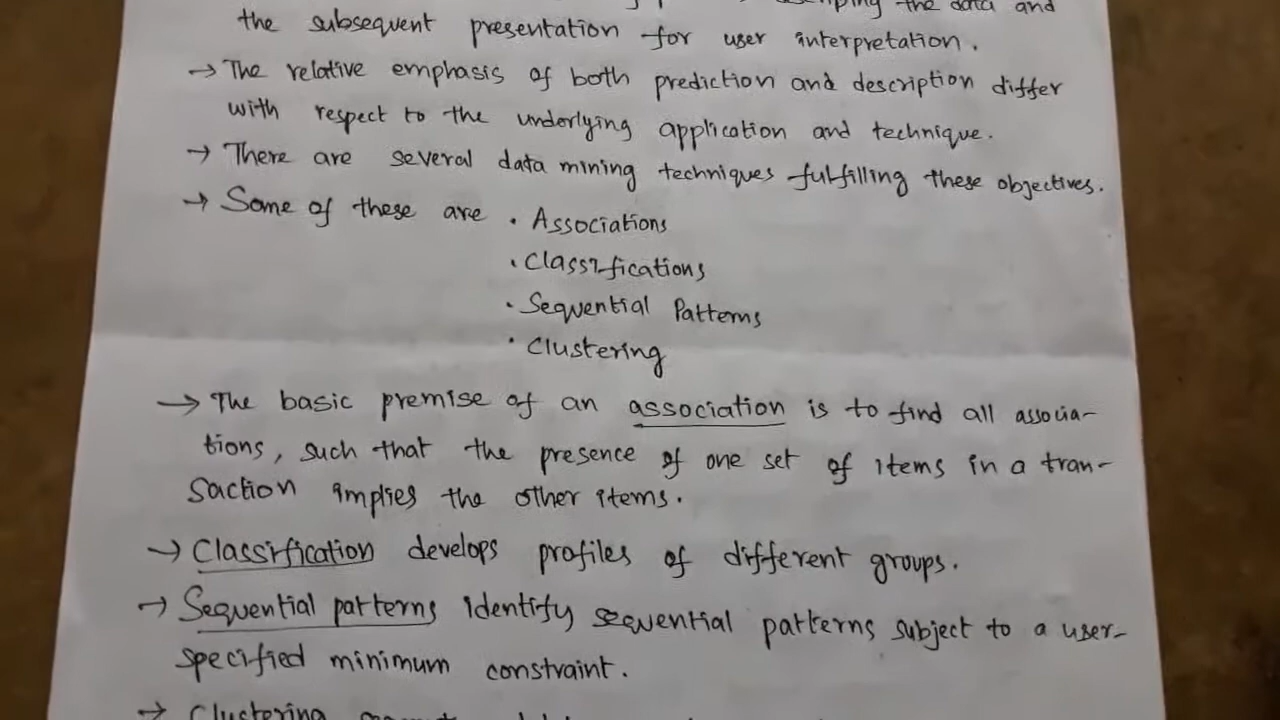 the data and
the subsequent presentation for user interpretation.
→ The relative emphasis of both prediction and description differ
with respect to the underlying application and technique.
→ There are several data mining techniques fulfilling these objectives.
→ Some of these are • Associations
• Classifications
• Sequential Patterns
• Clustering
→ The basic premise of an association is to find all associa-
tions, such that the presence of one set of items in a tran-
saction implies the other items.
→ Classification develops profiles of different groups.
→ Sequential patterns identify sequential patterns subject to a user-
specified minimum constraint.
→ Clustering